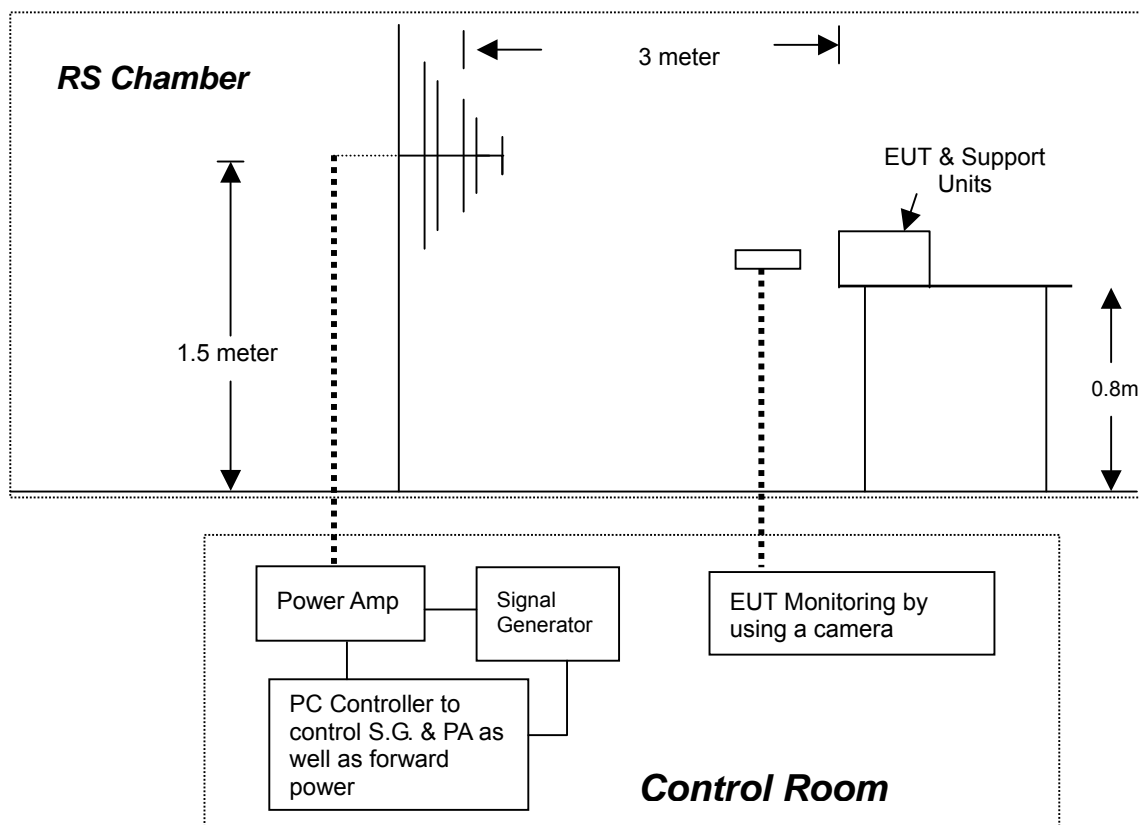 RS Chamber
3 meter
EUT & Support
Units
1.5 meter
0.8m
Power Amp
Signal
Generator
EUT Monitoring by
using a camera
PC Controller to
control S.G. & PA as
well as forward
power
Control Room